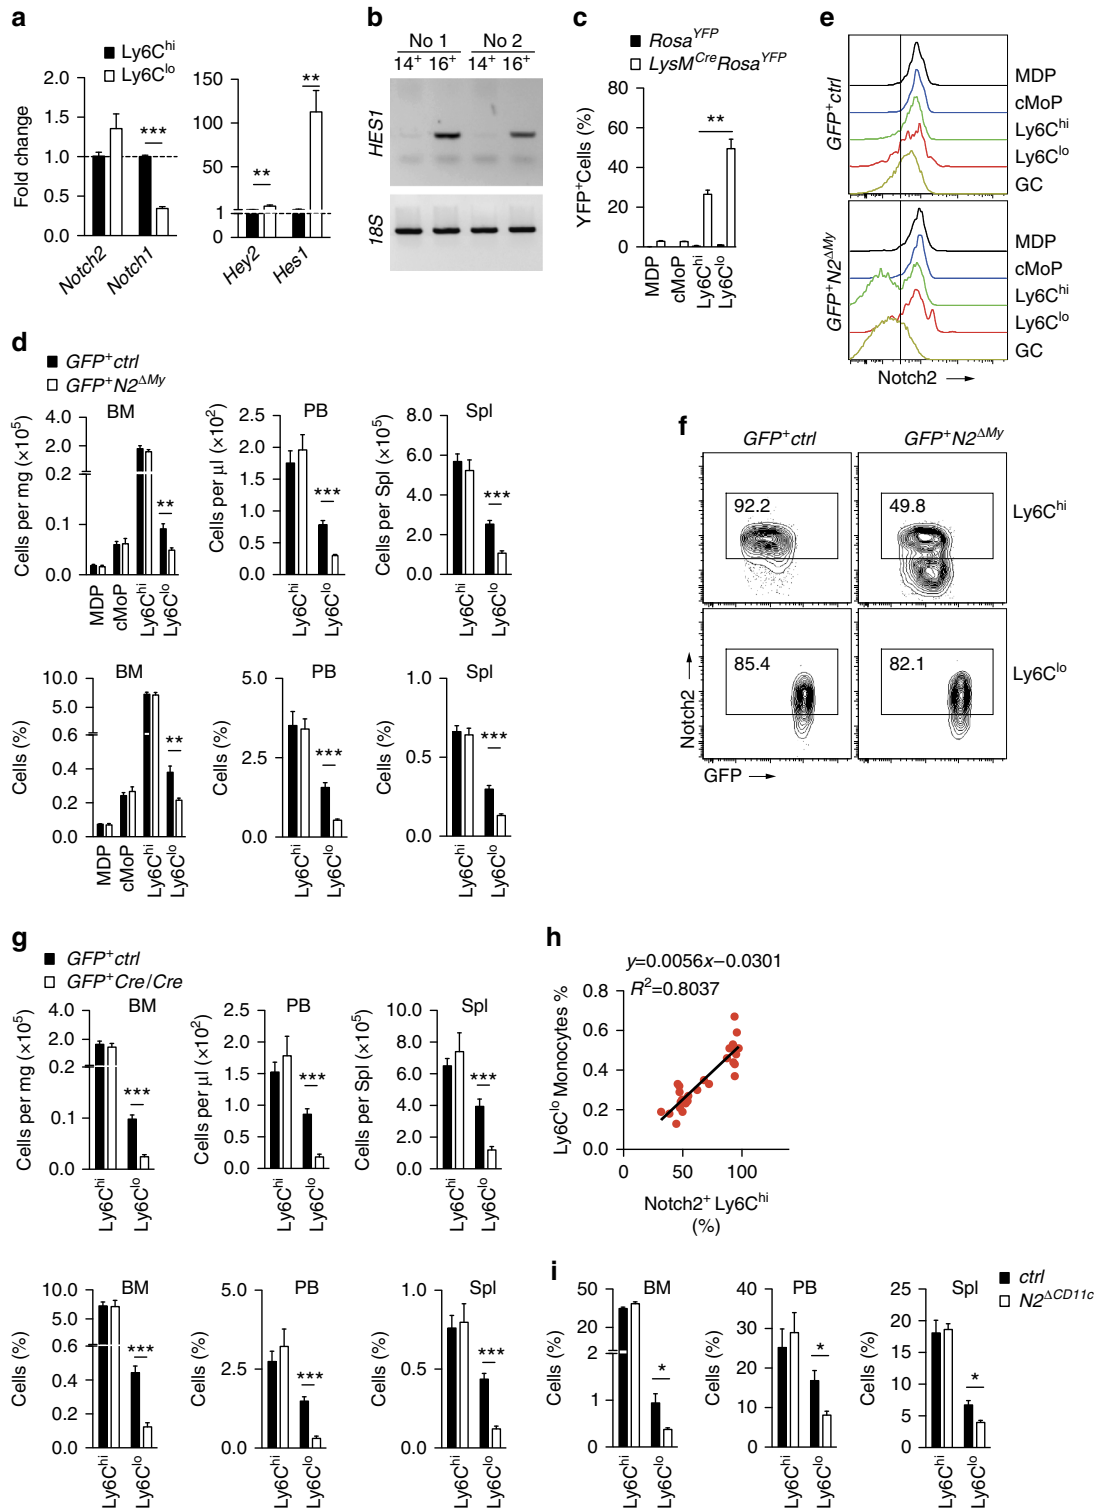 a
Ly6Chi
Ly6Clo
Fold change
2.0
1.5
1.0
0.5
0.0
Notch2
Notch1
***
150
100
50
1
0
Hey2
Hes1
**
**
b
No 1
No 2
14+ 16+ 14+ 16+
HES1
18S
c
RosaYFP
LysMCreRosaYFP
YFP+Cells (%)
80
60
40
20
0
**
MDP
cMoP
Ly6Chi
Ly6Clo
e
GFP+ctrl
MDP
cMoP
Ly6Chi
Ly6Clo
GC
GFP+N2ΔMy
MDP
cMoP
Ly6Chi
Ly6Clo
GC
Notch2
d
GFP+ctrl
GFP+N2ΔMy
BM
Cells per mg (×105)
4.0
2.0
0.2
0.1
0.0
**
MDP
cMoP
Ly6Chi
Ly6Clo
PB
Cells per µl (×102)
2.5
2.0
1.5
1.0
0.5
0.0
***
Ly6Chi
Ly6Clo
Spl
Cells per Spl (×105)
8.0
6.0
4.0
2.0
0.0
***
Ly6Chi
Ly6Clo
BM
Cells (%)
10.0
5.0
0.6
0.4
0.2
0.0
**
MDP
cMoP
Ly6Chi
Ly6Clo
PB
Cells (%)
5.0
2.5
0.0
***
Ly6Chi
Ly6Clo
Spl
Cells (%)
1.0
0.5
0.0
***
Ly6Chi
Ly6Clo
f
GFP+ctrl
GFP+N2ΔMy
92.2
49.8
Ly6Chi
85.4
82.1
Ly6Clo
Notch2
GFP
g
GFP+ctrl
GFP+Cre/Cre
BM
Cells per mg (×105)
4.0
2.0
0.2
0.1
0.0
***
Ly6Chi
Ly6Clo
PB
Cells per µl (×102)
2.5
2.0
1.5
1.0
0.5
0.0
***
Ly6Chi
Ly6Clo
Spl
Cells per Spl (×105)
10.0
8.0
6.0
4.0
2.0
0.0
***
Ly6Chi
Ly6Clo
BM
Cells (%)
10.0
5.0
0.6
0.4
0.2
0.0
***
Ly6Chi
Ly6Clo
PB
Cells (%)
5.0
2.5
0.0
***
Ly6Chi
Ly6Clo
Spl
Cells (%)
1.0
0.5
0.0
***
Ly6Chi
Ly6Clo
h
y=0.0056x−0.0301
R2=0.8037
Ly6Clo Monocytes %
0.8
0.6
0.4
0.2
0.0
0 50 100
Notch2+ Ly6Chi
(%)
i
ctrl
N2ΔCD11c
BM
Cells (%)
50
20
2
1
0
*
Ly6Chi
Ly6Clo
PB
Cells (%)
40
30
20
10
0
*
Ly6Chi
Ly6Clo
Spl
Cells (%)
25
20
15
10
5
0
*
Ly6Chi
Ly6Clo